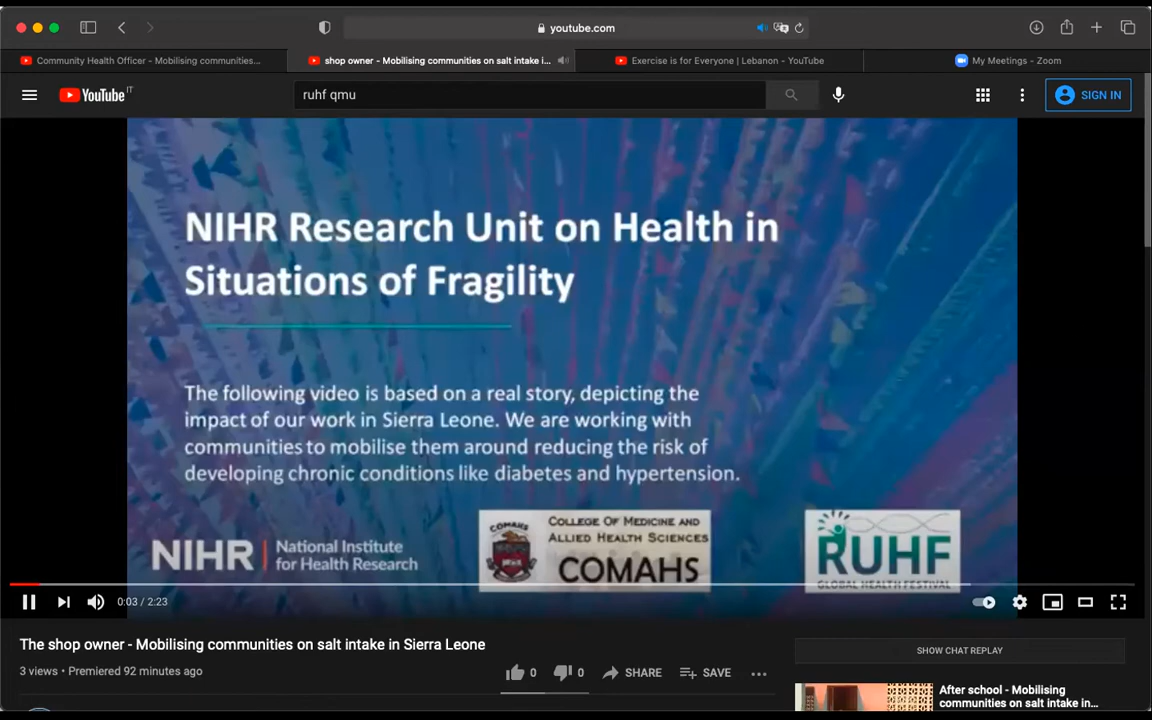 youtube.com
Community Health Officer - Mobilising communities...
shop owner - Mobilising communities on salt intake i...
Exercise is for Everyone | Lebanon - YouTube
My Meetings - Zoom
YouTube IT
ruhf qmu
SIGN IN
NIHR Research Unit on Health in
Situations of Fragility
The following video is based on a real story, depicting the
impact of our work in Sierra Leone. We are working with
communities to mobilise them around reducing the risk of
developing chronic conditions like diabetes and hypertension.
NIHR | National Institute
for Health Research
COMAHS
COLLEGE OF MEDICINE AND
ALLIED HEALTH SCIENCES
COMAHS
RUHF
GLOBAL HEALTH FESTIVAL
0:03 / 2:23
The shop owner - Mobilising communities on salt intake in Sierra Leone
3 views • Premiered 92 minutes ago
0
0
SHARE
SAVE
SHOW CHAT REPLAY
After school - Mobilising
communities on salt intake in...